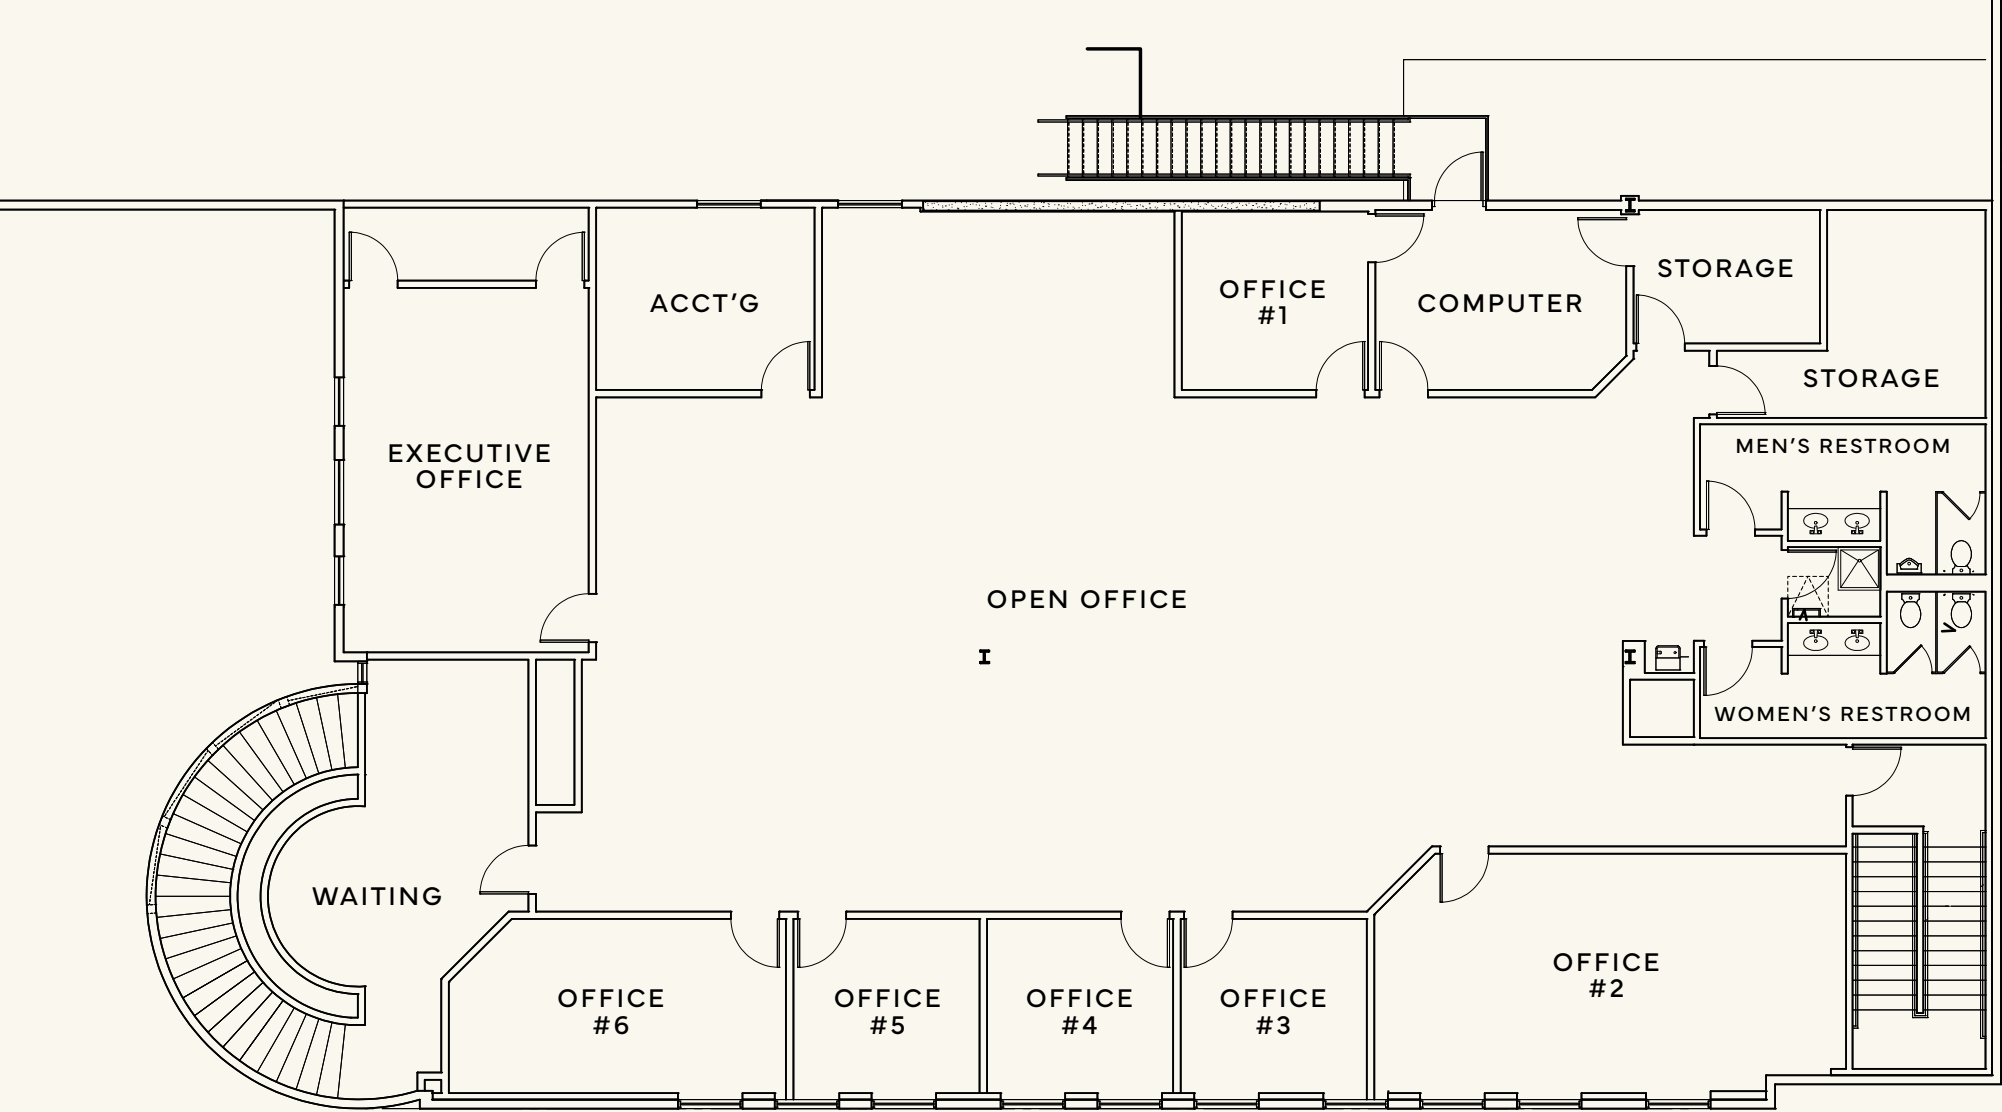 STORAGE
OFFICE
#1
ACCT'G
COMPUTER
STORAGE
MEN'S RESTROOM
EXECUTIVE
OFFICE
OPEN OFFICE
WOMEN'S RESTROOM
WAITING
OFFICE
#2
OFFICE
#6
OFFICE
#5
OFFICE
#4
OFFICE
#3